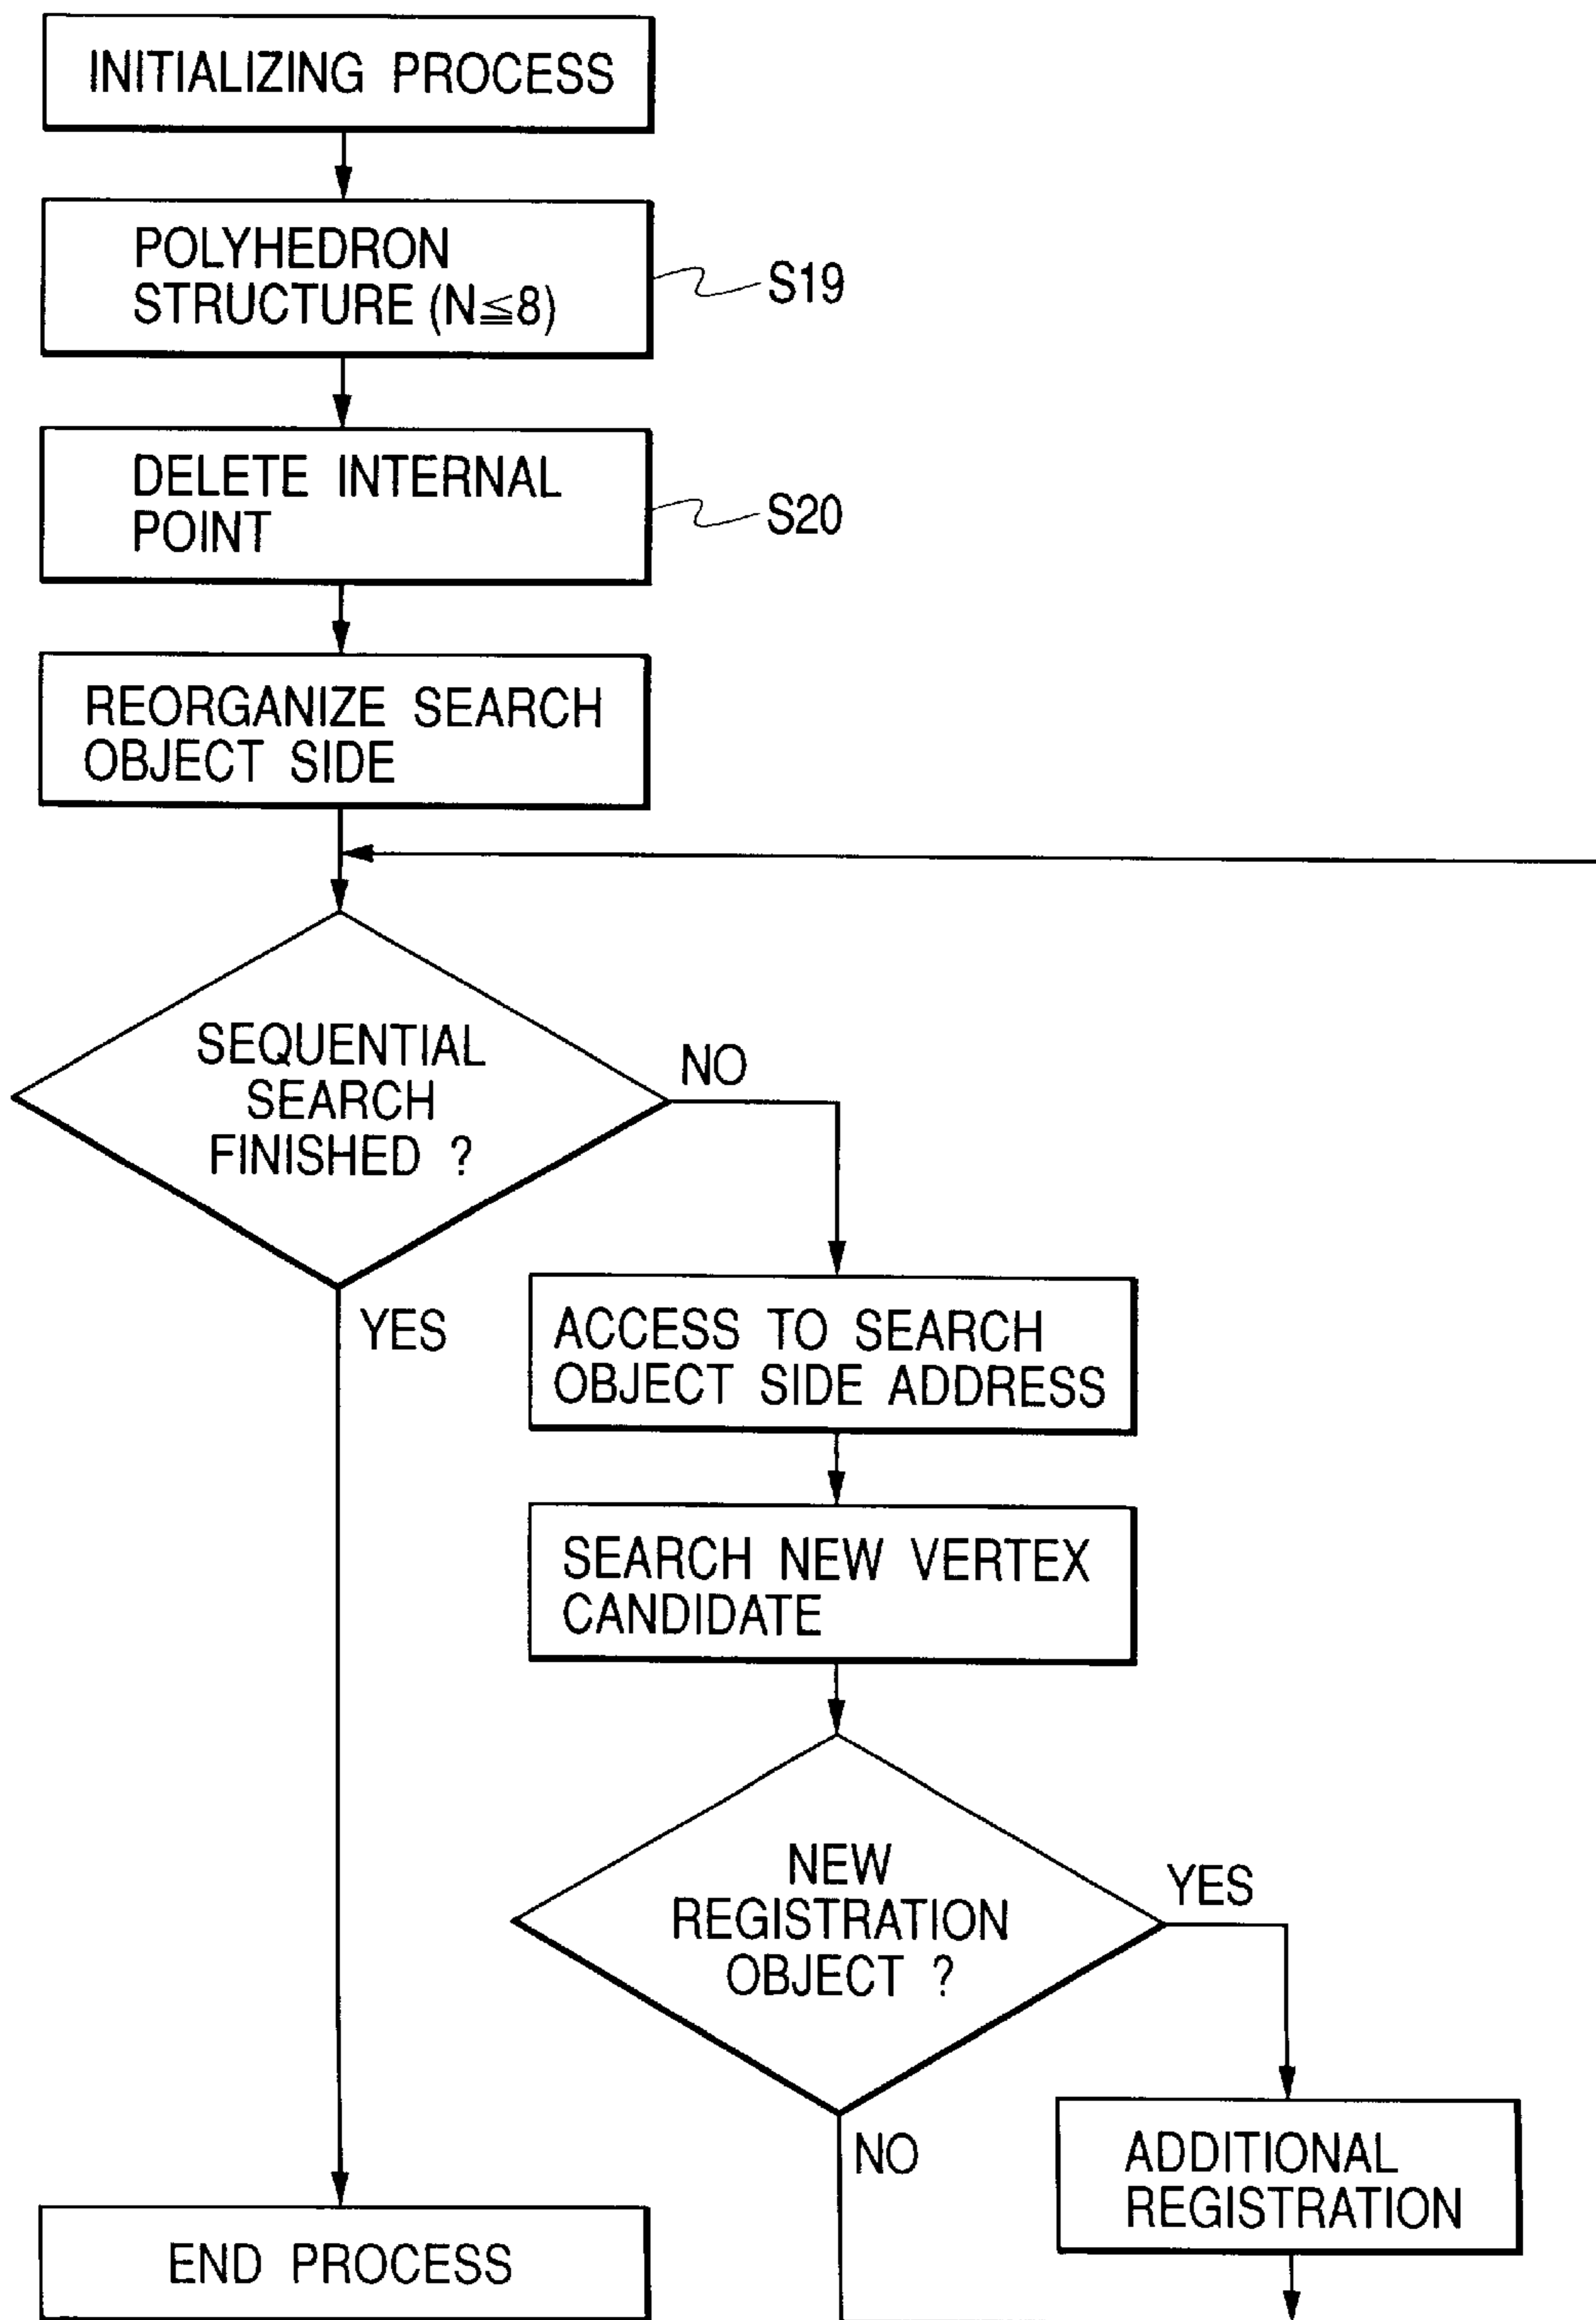 INITIALIZING PROCESS
POLYHEDRON
STRUCTURE (N≦8)
S19
DELETE INTERNAL
POINT
S20
REORGANIZE SEARCH
OBJECT SIDE
SEQUENTIAL
SEARCH
FINISHED ?
NO
YES
ACCESS TO SEARCH
OBJECT SIDE ADDRESS
SEARCH NEW VERTEX
CANDIDATE
NEW
REGISTRATION
OBJECT ?
YES
NO
ADDITIONAL
REGISTRATION
END PROCESS